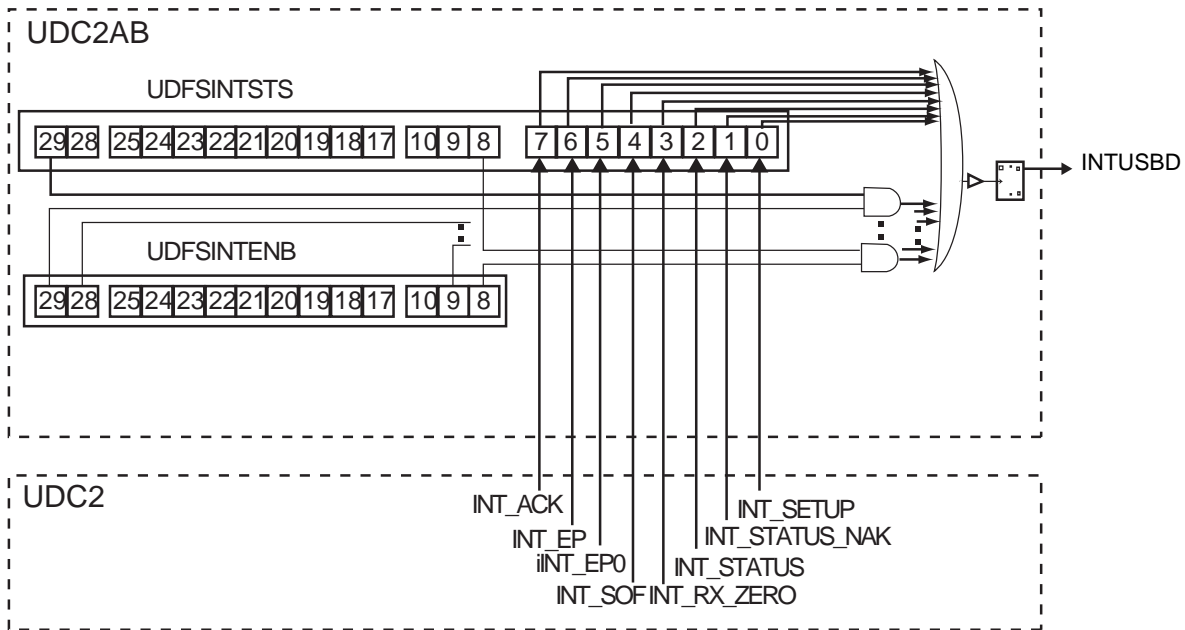 UDC2AB
UDFSINTSTS
29 28 25 24 23 22 21 20 19 18 17 10 9 8 7 6 5 4 3 2 1 0
INTUSBD
UDFSINTENB
29 28 25 24 23 22 21 20 19 18 17 10 9 8
UDC2
INT_ACK
INT_SETUP
INT_EP
INT_STATUS_NAK
iINT_EP0
INT_STATUS
INT_SOF
INT_RX_ZERO